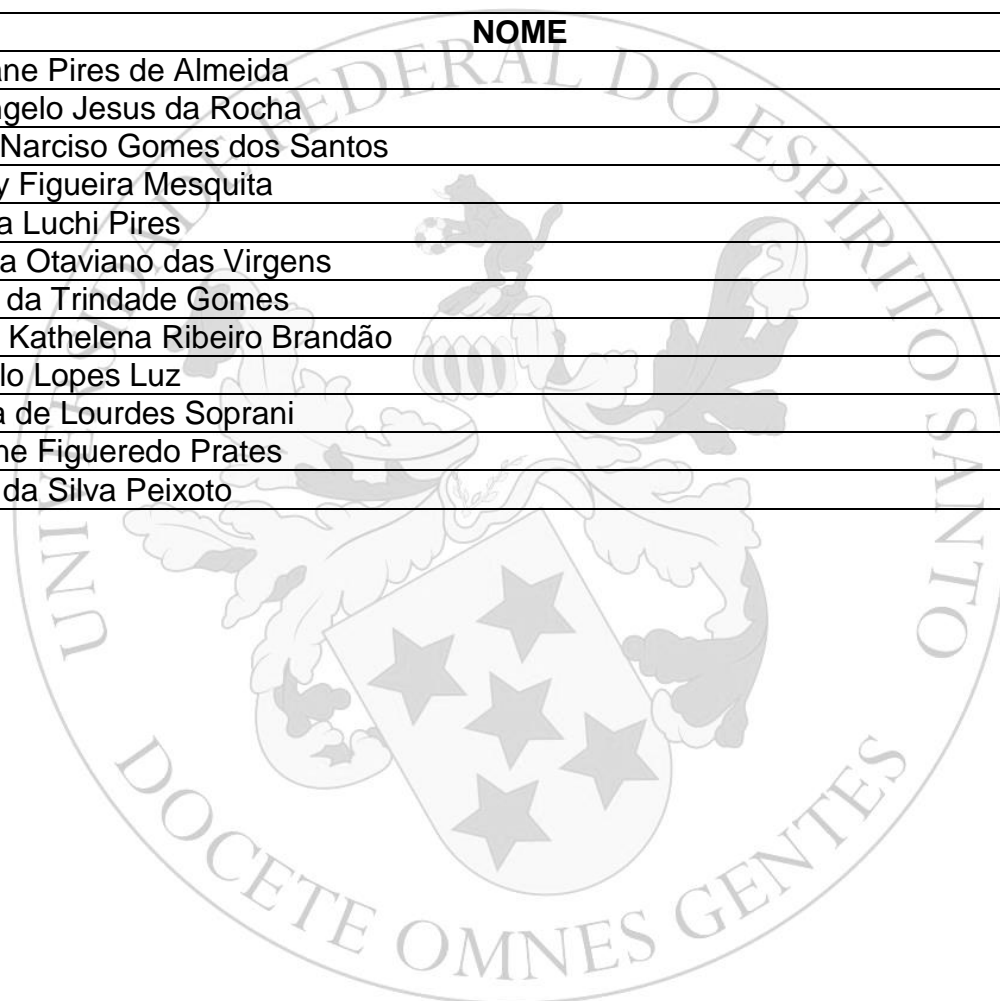 NOME
ane Pires de Almeida
ngelo Jesus da Rocha
Narciso Gomes dos Santos
y Figueira Mesquita
a Luchi Pires
a Otaviano das Virgens
da Trindade Gomes
Kathelena Ribeiro Brandão
lo Lopes Luz
a de Lourdes Soprani
ne Figueredo Prates
da Silva Peixoto
UNIVERSIDADE FEDERAL DO ESPÍRITO SANTO
DOCETE OMNES GENTES